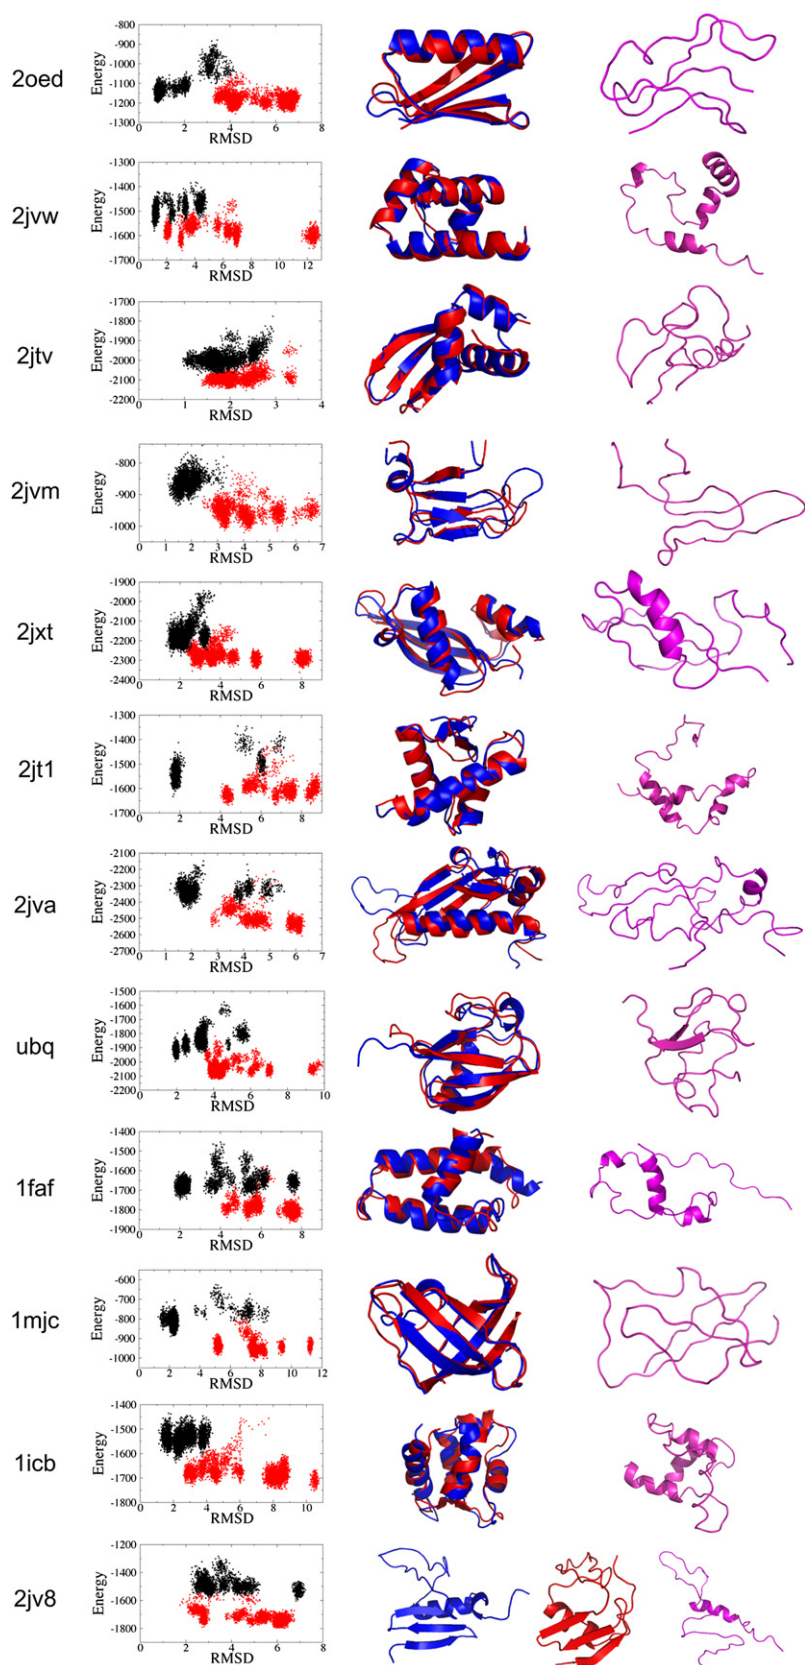 2oed
Energy
-800
-900
-1000
-1100
-1200
-1300
0 2 4 6 8
RMSD
2jvw
Energy
-1300
-1400
-1500
-1600
-1700
0 2 4 6 8 10 12
RMSD
2jtv
Energy
-1700
-1800
-1900
-2000
-2100
-2200
0 1 2 3 4
RMSD
2jvm
Energy
-800
-900
-1000
0 1 2 3 4 5 6 7
RMSD
2jxt
Energy
-1900
-2000
-2100
-2200
-2300
-2400
0 2 4 6 8
RMSD
2jt1
Energy
-1300
-1400
-1500
-1600
-1700
0 2 4 6 8
RMSD
2jva
Energy
-2100
-2200
-2300
-2400
-2500
-2600
-2700
0 1 2 3 4 5 6 7
RMSD
ubq
Energy
-1500
-1600
-1700
-1800
-1900
-2000
-2100
-2200
0 2 4 6 8 10
RMSD
1faf
Energy
-1400
-1500
-1600
-1700
-1800
-1900
0 2 4 6 8
RMSD
1mjc
Energy
-600
-700
-800
-900
-1000
0 2 4 6 8 10 12
RMSD
1icb
Energy
-1400
-1500
-1600
-1700
-1800
0 2 4 6 8 10
RMSD
2jv8
Energy
-1200
-1400
-1600
-1800
0 2 4 6 8
RMSD